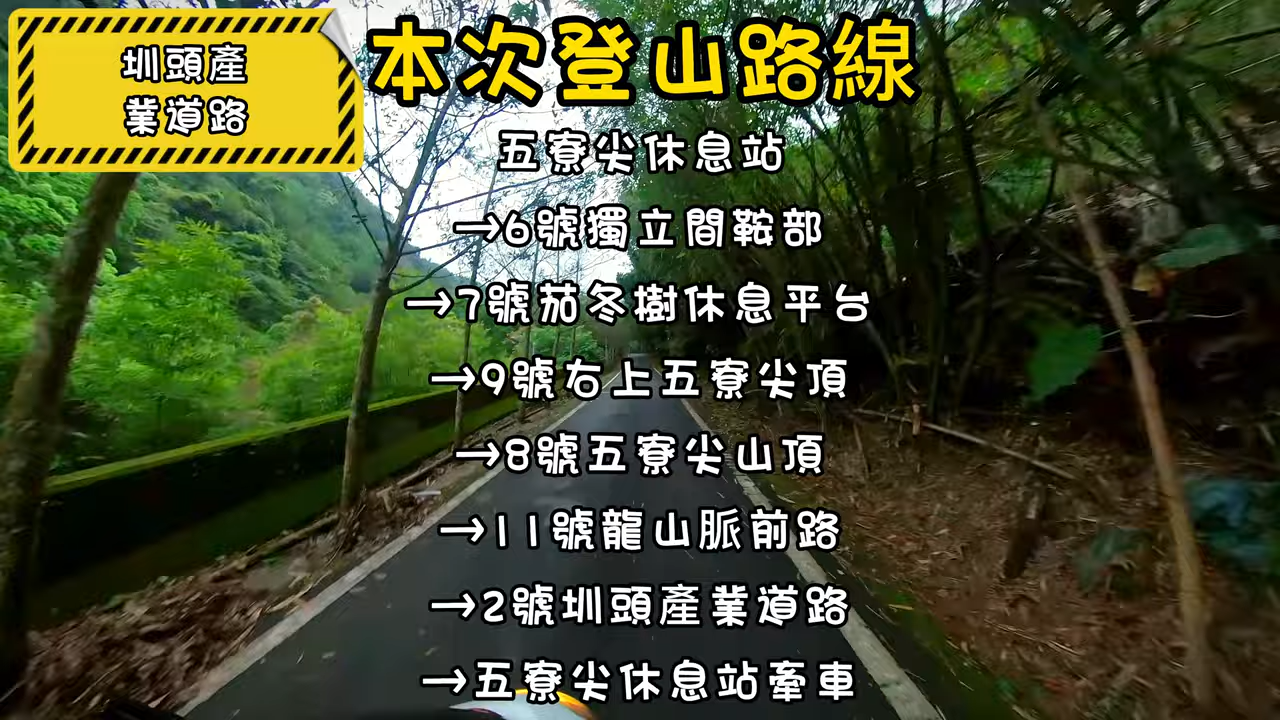 圳頭產
業道路
本次登山路線
五寮尖休息站
→6號獨立間鞍部
→7號茄冬樹休息平台
→9號右上五寮尖頂
→8號五寮尖山頂
→11號龍山脈前路
→2號圳頭產業道路
→五寮尖休息站牽車